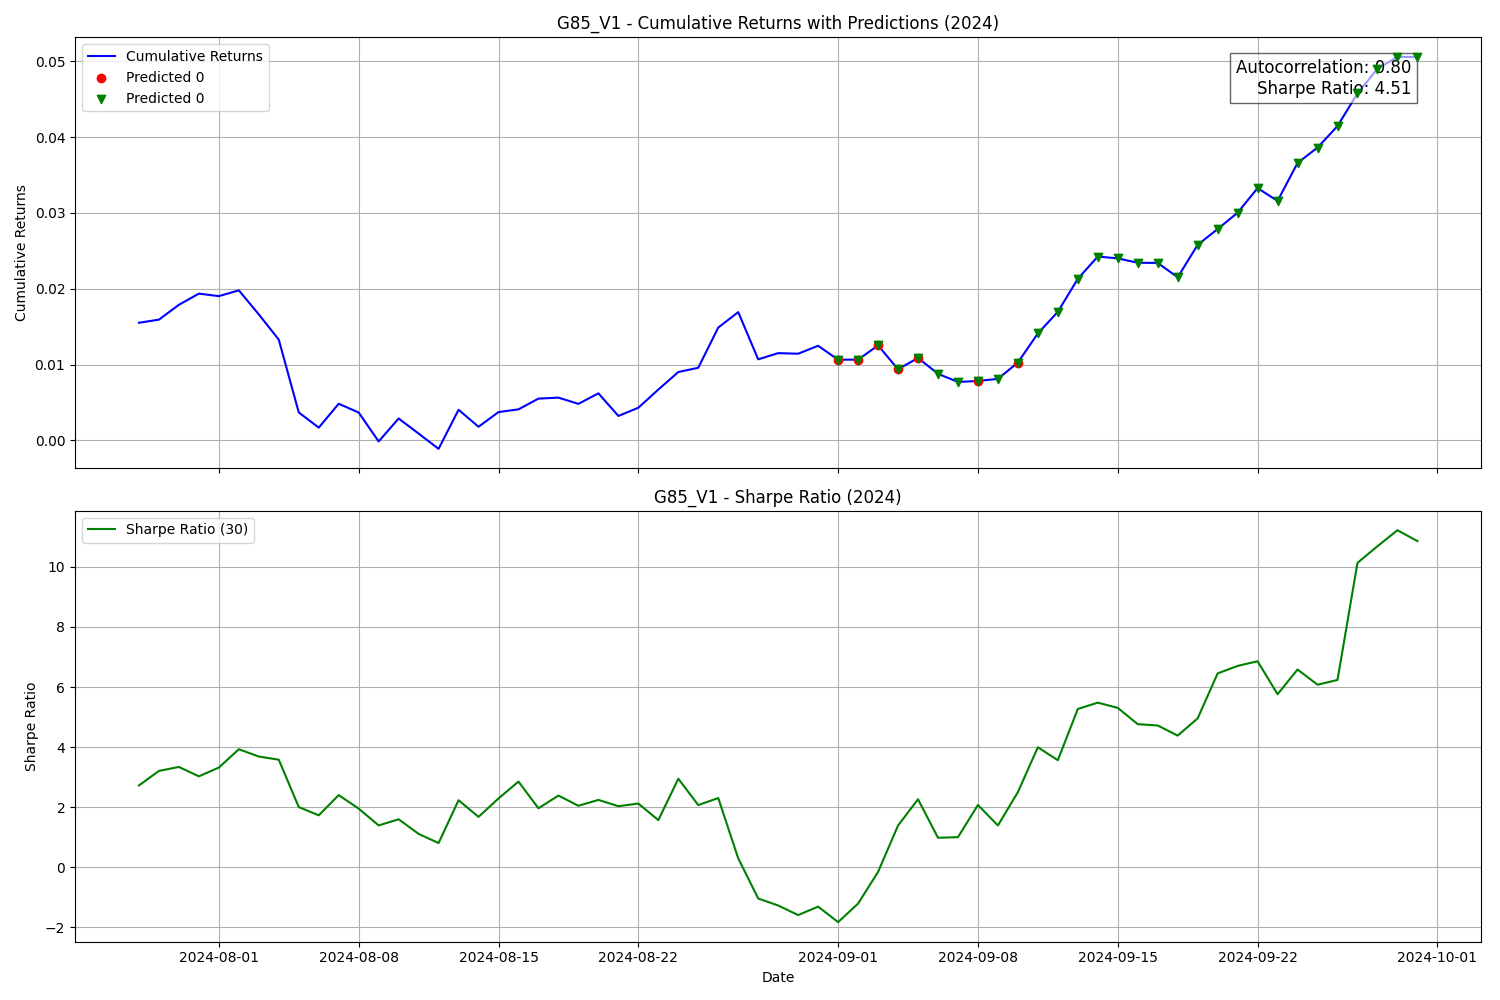 G85_V1 - Cumulative Returns with Predictions (2024)
Cumulative Returns
Predicted 0
Predicted 0
Autocorrelation: 0.80
Sharpe Ratio: 4.51
0.05
0.04
0.03
0.02
0.01
0.00
Cumulative Returns
G85_V1 - Sharpe Ratio (2024)
Sharpe Ratio (30)
10
8
6
4
2
0
−2
Sharpe Ratio
2024-08-01
2024-08-08
2024-08-15
2024-08-22
2024-09-01
2024-09-08
2024-09-15
2024-09-22
2024-10-01
Date